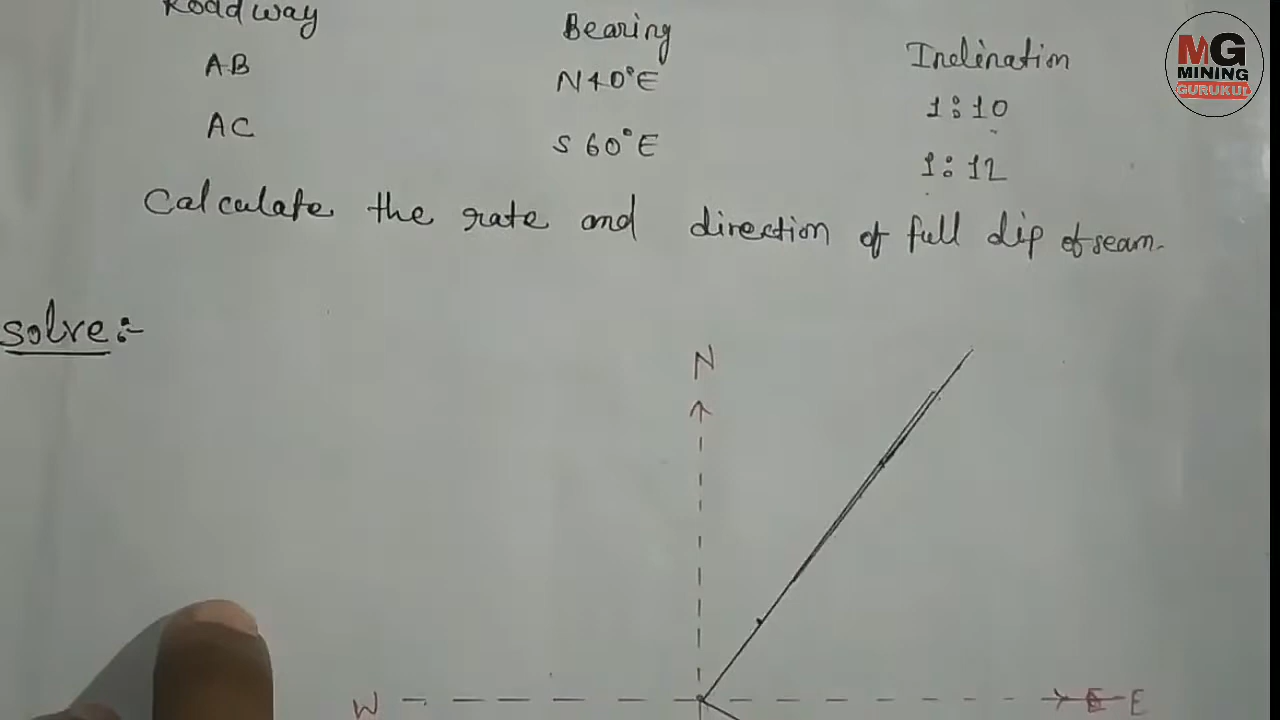 Roadway Bearing Inclination
AB N40°E 1:10
AC S 60°E 1:12
Calculate the rate and direction of full dip of seam.
Solve:-
N
W E E
MG
MINING
GURUKUL